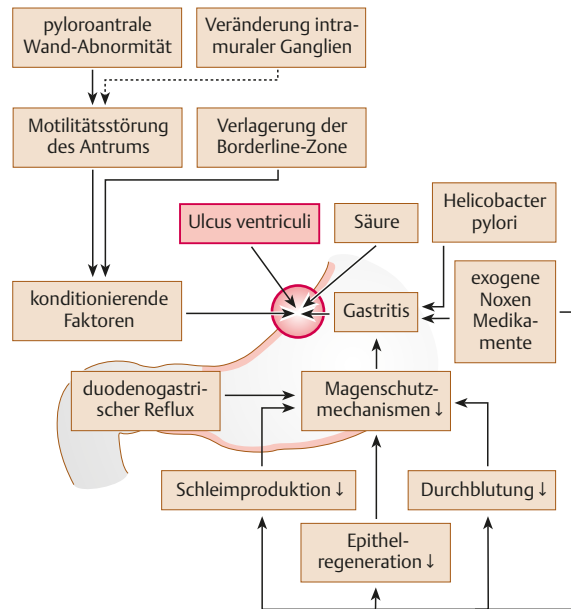 pyloroantrale
Wand-Abnormität
Veränderung intra-
muraler Ganglien
Motilitätsstörung
des Antrums
Verlagerung der
Borderline-Zone
Ulcus ventriculi
Säure
Helicobacter
pylori
konditionierende
Faktoren
Gastritis
exogene
Noxen
Medika-
mente
duodenogastri-
scher Reflux
Magenschutz-
mechanismen ↓
Schleimproduktion ↓
Durchblutung ↓
Epithel-
regeneration ↓